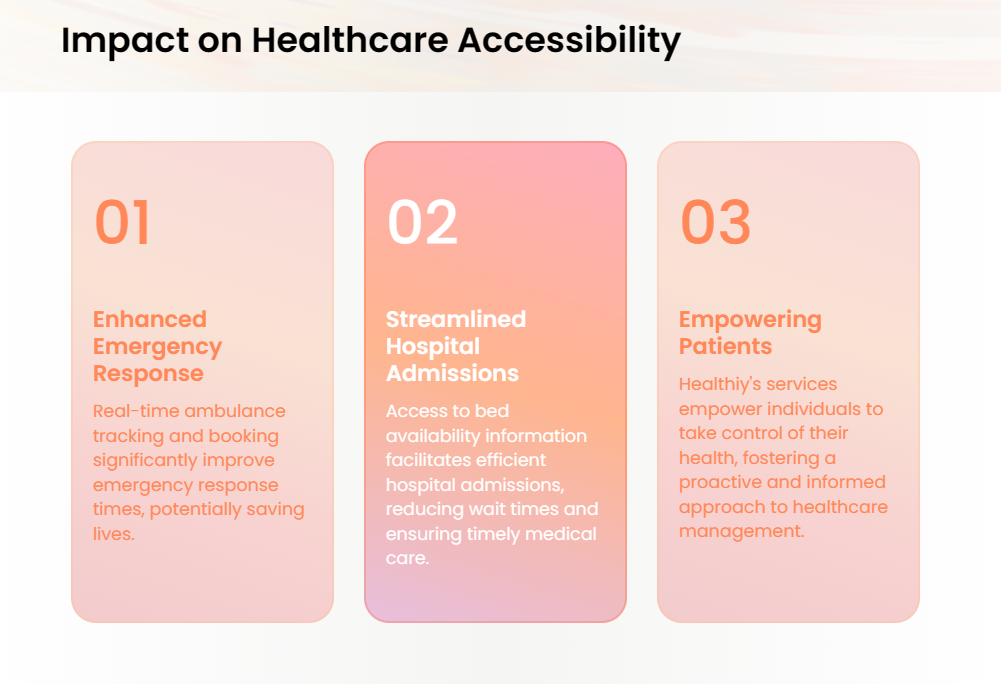 Impact on Healthcare Accessibility
01
Enhanced
Emergency
Response
Real-time ambulance
tracking and booking
significantly improve
emergency response
times, potentially saving
lives.
02
Streamlined
Hospital
Admissions
Access to bed
availability information
facilitates efficient
hospital admissions,
reducing wait times and
ensuring timely medical
care.
03
Empowering
Patients
Healthiy's services
empower individuals to
take control of their
health, fostering a
proactive and informed
approach to healthcare
management.